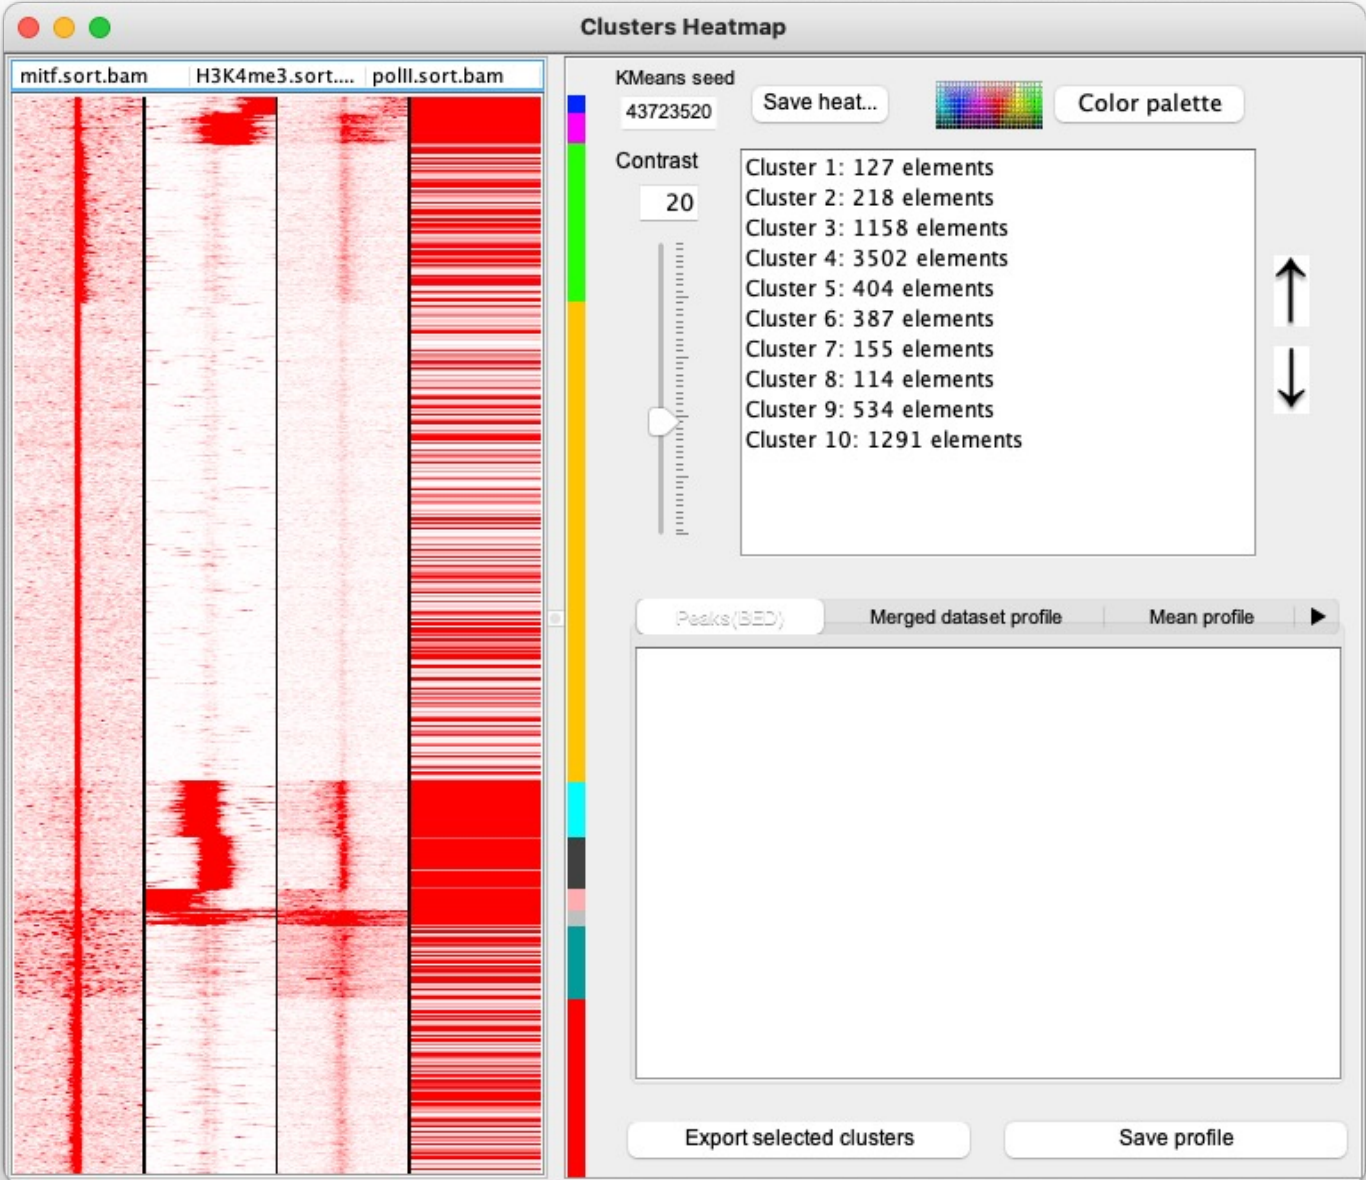 Clusters Heatmap
mitf.sort.bam
H3K4me3.sort....
polII.sort.bam
KMeans seed
43723520
Save heat...
Color palette
Contrast
20
Cluster 1: 127 elements
Cluster 2: 218 elements
Cluster 3: 1158 elements
Cluster 4: 3502 elements
Cluster 5: 404 elements
Cluster 6: 387 elements
Cluster 7: 155 elements
Cluster 8: 114 elements
Cluster 9: 534 elements
Cluster 10: 1291 elements
Peaks(BED)
Merged dataset profile
Mean profile
Export selected clusters
Save profile